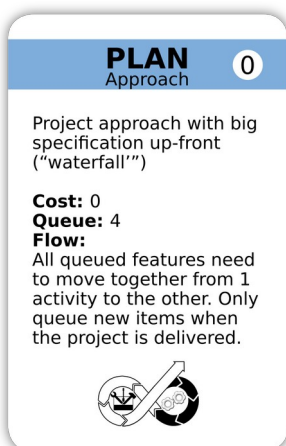 PLAN
0
Approach
Project approach with big
specification up-front
(“waterfall’”)
Cost: 0
Queue: 4
Flow:
All queued features need
to move together from 1
activity to the other. Only
queue new items when
the project is delivered.